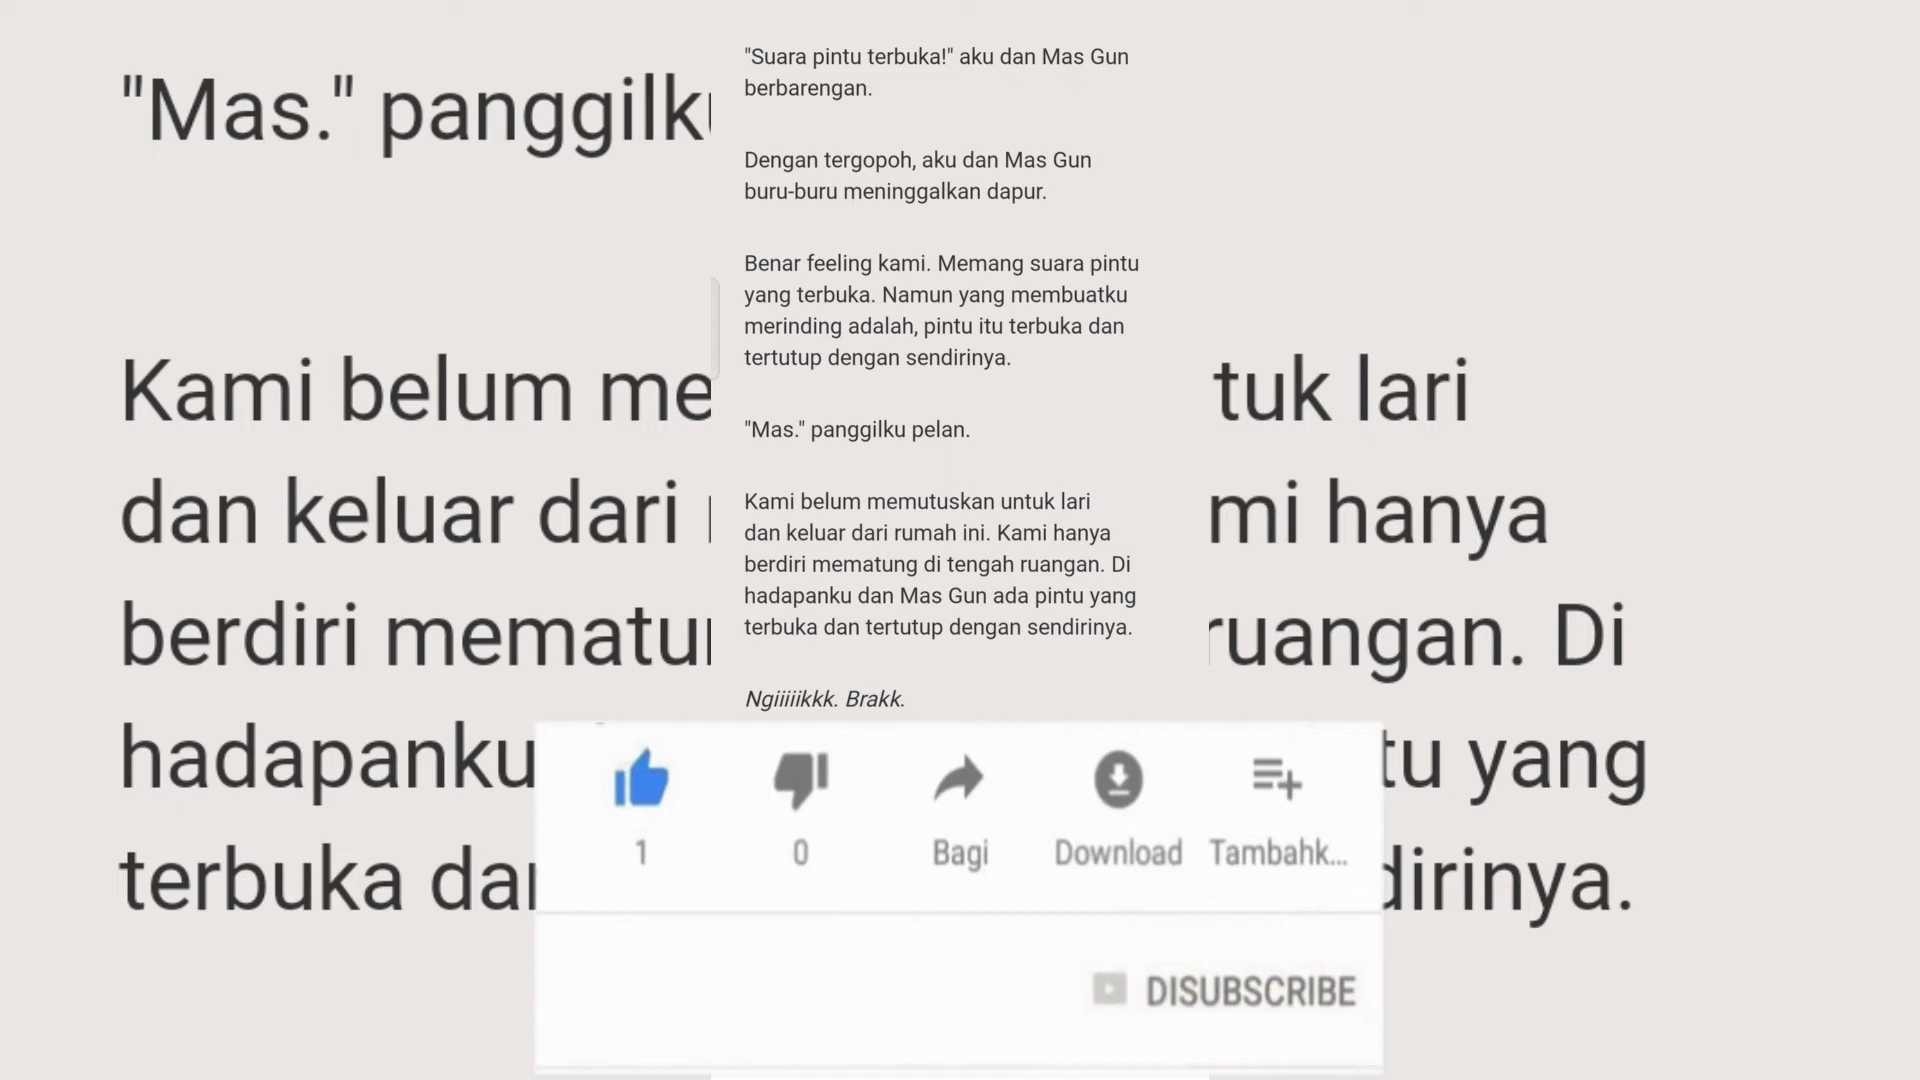 "Mas." panggilku
Kami belum me
tuk lari
dan keluar dari
mi hanya
berdiri mematu
ruangan. Di
hadapanku
tu yang
terbuka dan
dirinya.
"Suara pintu terbuka!" aku dan Mas Gun
berbarengan.
Dengan tergopoh, aku dan Mas Gun
buru-buru meninggalkan dapur.
Benar feeling kami. Memang suara pintu
yang terbuka. Namun yang membuatku
merinding adalah, pintu itu terbuka dan
tertutup dengan sendirinya.
"Mas." panggilku pelan.
Kami belum memutuskan untuk lari
dan keluar dari rumah ini. Kami hanya
berdiri mematung di tengah ruangan. Di
hadapanku dan Mas Gun ada pintu yang
terbuka dan tertutup dengan sendirinya.
Ngiiiiikkk. Brakk.
1
0
Bagi
Download
Tambahk...
DISUBSCRIBE